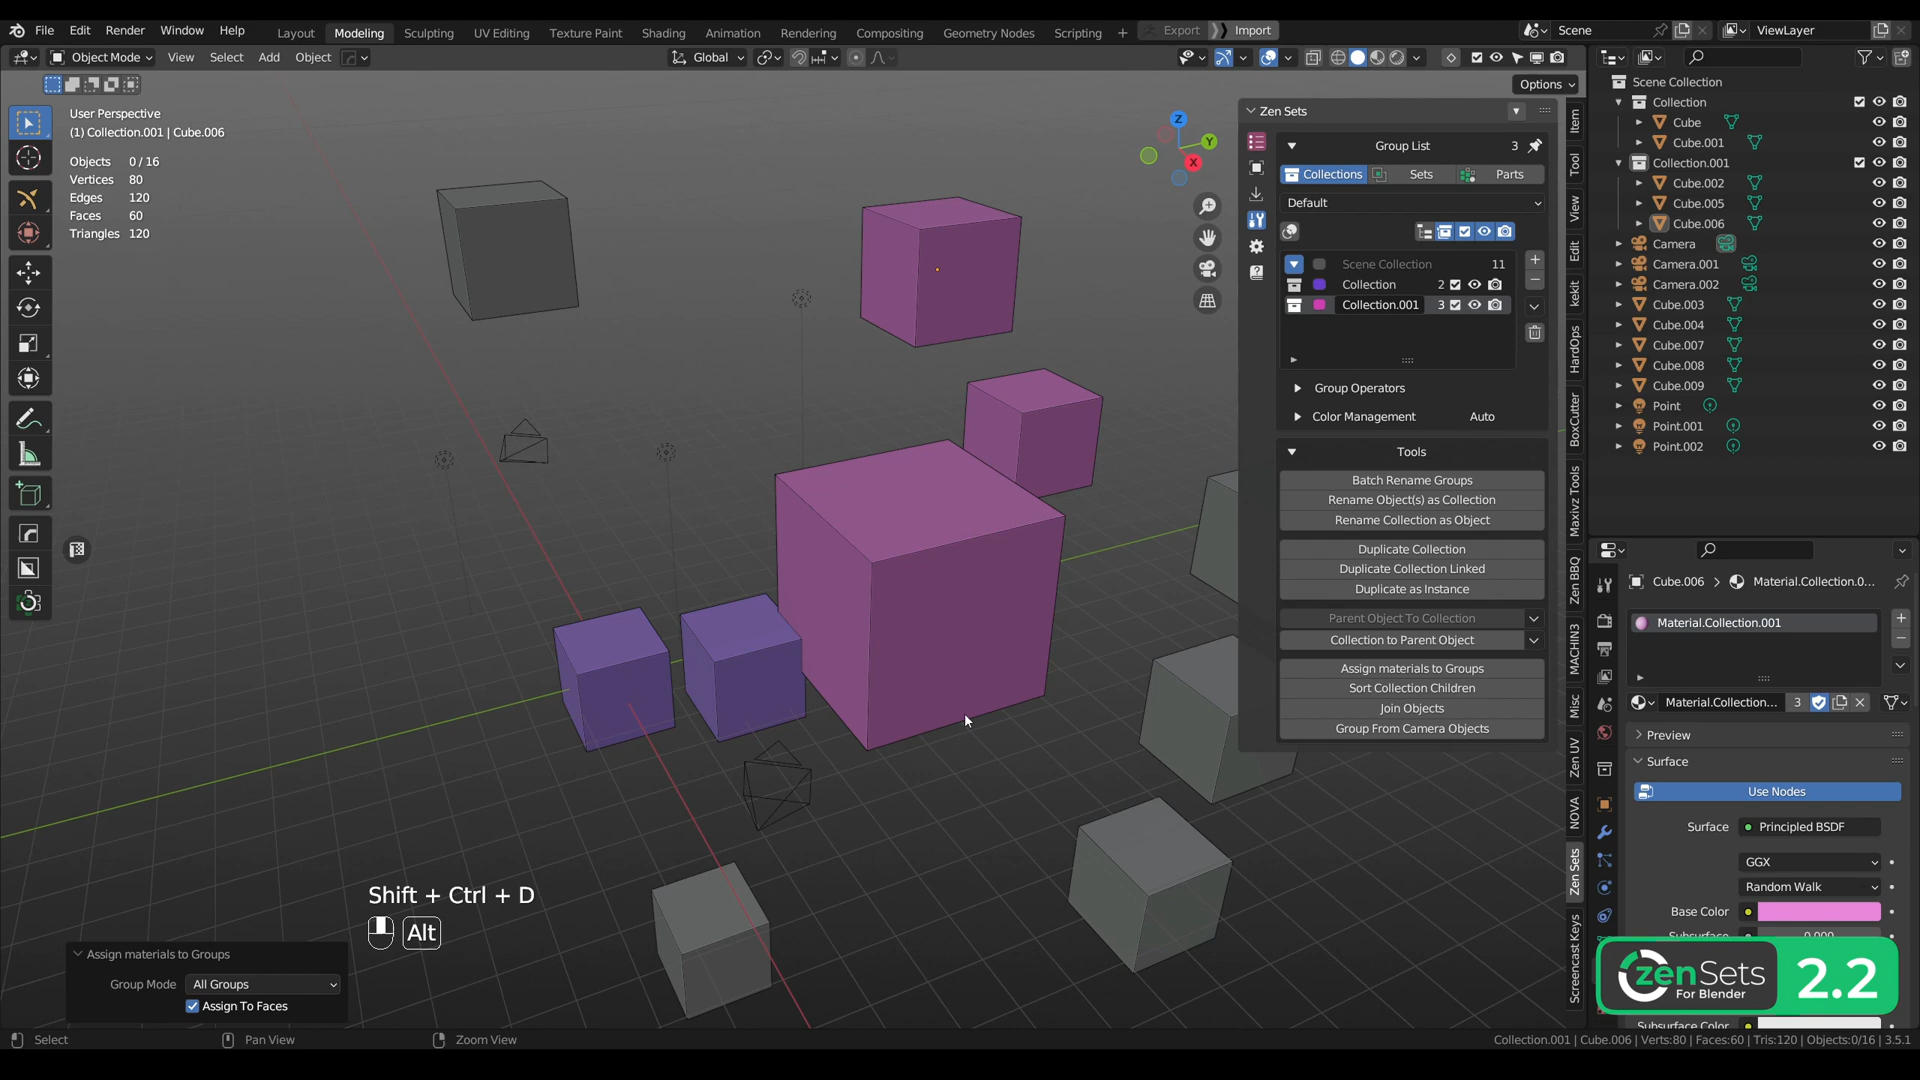 File Edit Render Window Help Layout Modeling Sculpting UV Editing Texture Paint Shading Animation Rendering Compositing Geometry Nodes Scripting + Export Import Scene ViewLayer
Object Mode View Select Add Object Global
Options
User Perspective
(1) Collection.001 | Cube.006
Objects 0 / 16
Vertices 80
Edges 120
Faces 60
Triangles 120
Z
Y
X
Zen Sets
Group List 3
Collections Sets Parts
Default
Scene Collection 11
Collection 2
Collection.001 3
Group Operators
Color Management Auto
Tools
Batch Rename Groups
Rename Object(s) as Collection
Rename Collection as Object
Duplicate Collection
Duplicate Collection Linked
Duplicate as Instance
Parent Object To Collection
Collection to Parent Object
Assign materials to Groups
Sort Collection Children
Join Objects
Group From Camera Objects
Item
Tool
View
Edit
kekit
HardOps
BoxCutter
Maxivz Tools
Zen BBQ
MACHIN3
Misc
Zen UV
NOVA
Zen Sets
Screencast Keys
Scene Collection
Collection
Cube
Cube.001
Collection.001
Cube.002
Cube.005
Cube.006
Camera
Camera.001
Camera.002
Cube.003
Cube.004
Cube.007
Cube.008
Cube.009
Point
Point.001
Point.002
Cube.006 > Material.Collection.0...
Material.Collection.001
Material.Collection... 3
Preview
Surface
Use Nodes
Surface Principled BSDF
GGX
Random Walk
Base Color
Subsurface 0.000
Subsurface Color
zenSets
For Blender
2.2
Shift + Ctrl + D
Alt
Assign materials to Groups
Group Mode All Groups
Assign To Faces
Select Pan View Zoom View Collection.001 | Cube.006 | Verts:80 | Faces:60 | Tris:120 | Objects:0/16 | 3.5.1